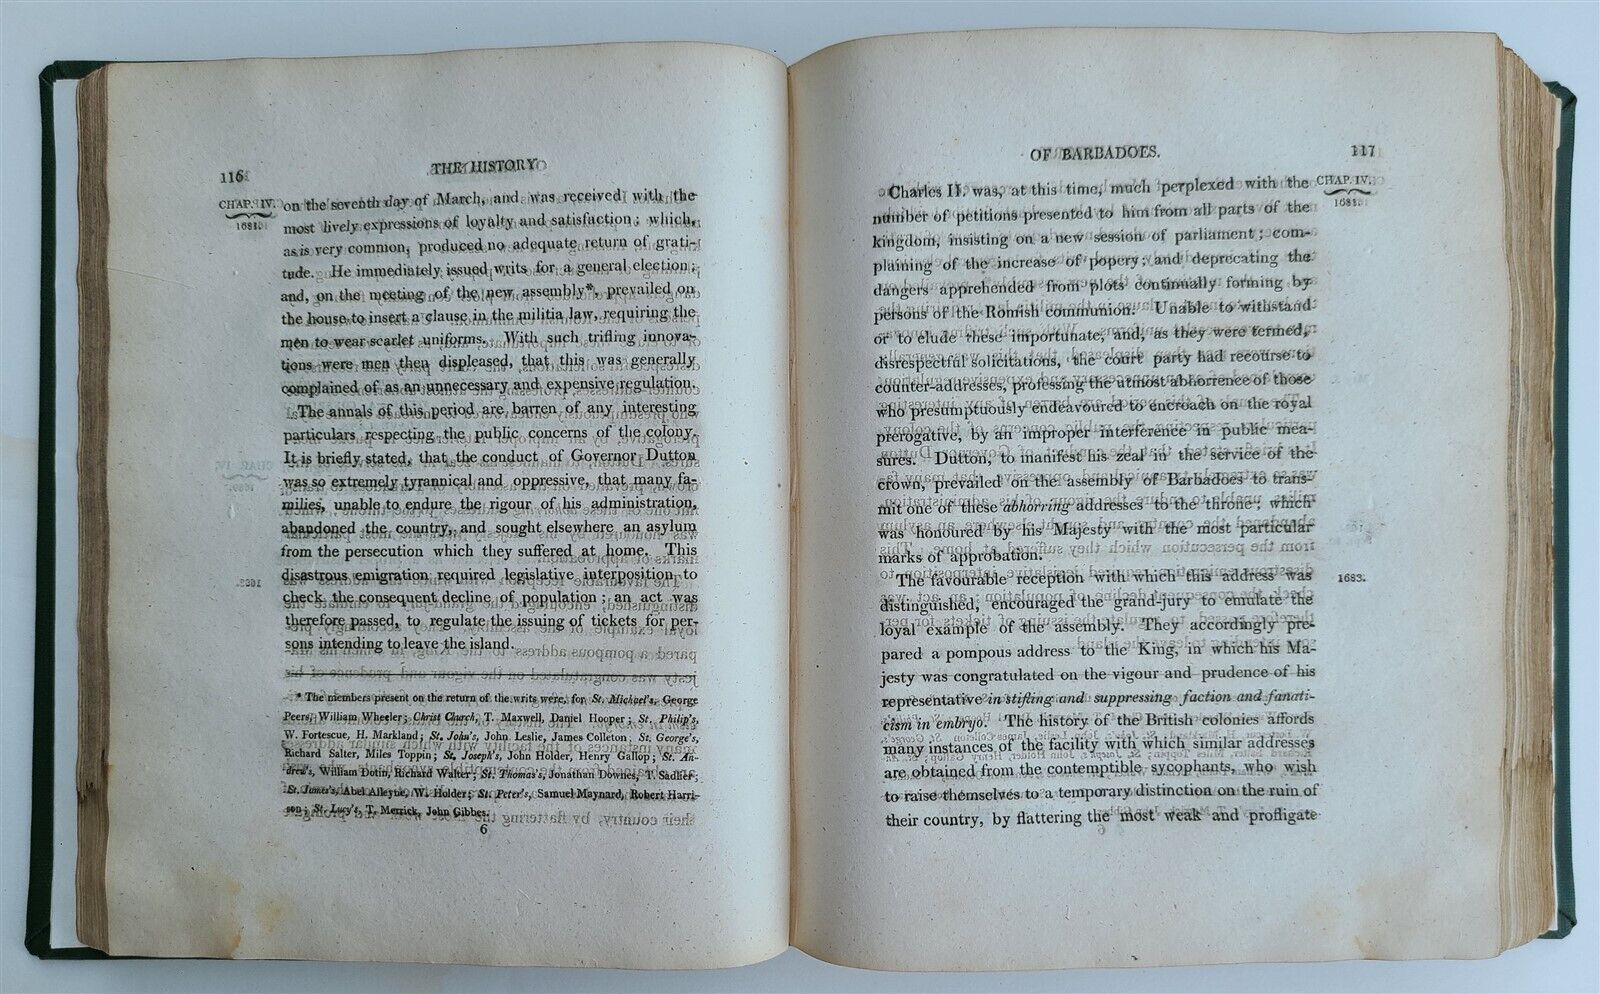 116 THE HISTORY
CHAP. IV.
1681.
on the seventh day of March, and was received with the
most lively expressions of loyalty and satisfaction; which,
as is very common, produced no adequate return of grati-
tude. He immediately issued writs for a general election;
and, on the meeting of the new assembly*, prevailed on
the house to insert a clause in the militia law, requiring the
men to wear scarlet uniforms. With such trifling innova-
tions were men then displeased, that this was generally
complained of as an unnecessary and expensive regulation.
The annals of this period are barren of any interesting
particulars respecting the public concerns of the colony.
It is briefly stated, that the conduct of Governor Dutton
was so extremely tyrannical and oppressive, that many fa-
milies, unable to endure the rigour of his administration,
abandoned the country, and sought elsewhere an asylum
from the persecution which they suffered at home. This
disastrous emigration required legislative interposition to
check the consequent decline of population; an act was
therefore passed, to regulate the issuing of tickets for per-
sons intending to leave the island.
* The members present on the return of the writs were, for St. Michael's, George
Peers, William Wheeler; Christ Church, T. Maxwell, Daniel Hooper; St. Philip's,
W. Fortescue, H. Markland; St. John's, John Leslie, James Colleton; St. George's,
Richard Salter, Miles Toppin; St. Joseph's, John Holder, Henry Gallop; St. An-
drew's, William Dotin, Richard Walter; St. Thomas's, Jonathan Downes, T. Sadlier;
St. James's, Abel Alleyne, W. Holder; St. Peter's, Samuel Maynard, Robert Harri-
son; St. Lucy's, T. Merrick, John Gibbes.
6
OF BARBADOES. 117
CHAP. IV.
1681.
Charles II. was, at this time, much perplexed with the
number of petitions presented to him from all parts of the
kingdom, insisting on a new session of parliament; com-
plaining of the increase of popery; and deprecating the
dangers apprehended from plots continually forming by
persons of the Romish communion. Unable to withstand
or to elude these importunate, and, as they were termed,
disrespectful solicitations, the court party had recourse to
counter-addresses, professing the utmost abhorrence of those
who presumptuously endeavoured to encroach on the royal
prerogative, by an improper interference in public mea-
sures. Dutton, to manifest his zeal in the service of the
crown, prevailed on the assembly of Barbadoes to trans-
mit one of these abhorring addresses to the throne; which
was honoured by his Majesty with the most particular
marks of approbation.
The favourable reception with which this address was
1683.
distinguished, encouraged the grand-jury to emulate the
loyal example of the assembly. They accordingly pre-
pared a pompous address to the King, in which his Ma-
jesty was congratulated on the vigour and prudence of his
representative in stifling and suppressing faction and fanati-
cism in embryo. The history of the British colonies affords
many instances of the facility with which similar addresses
are obtained from the contemptible sycophants, who wish
to raise themselves to a temporary distinction on the ruin of
their country, by flattering the most weak and profligate